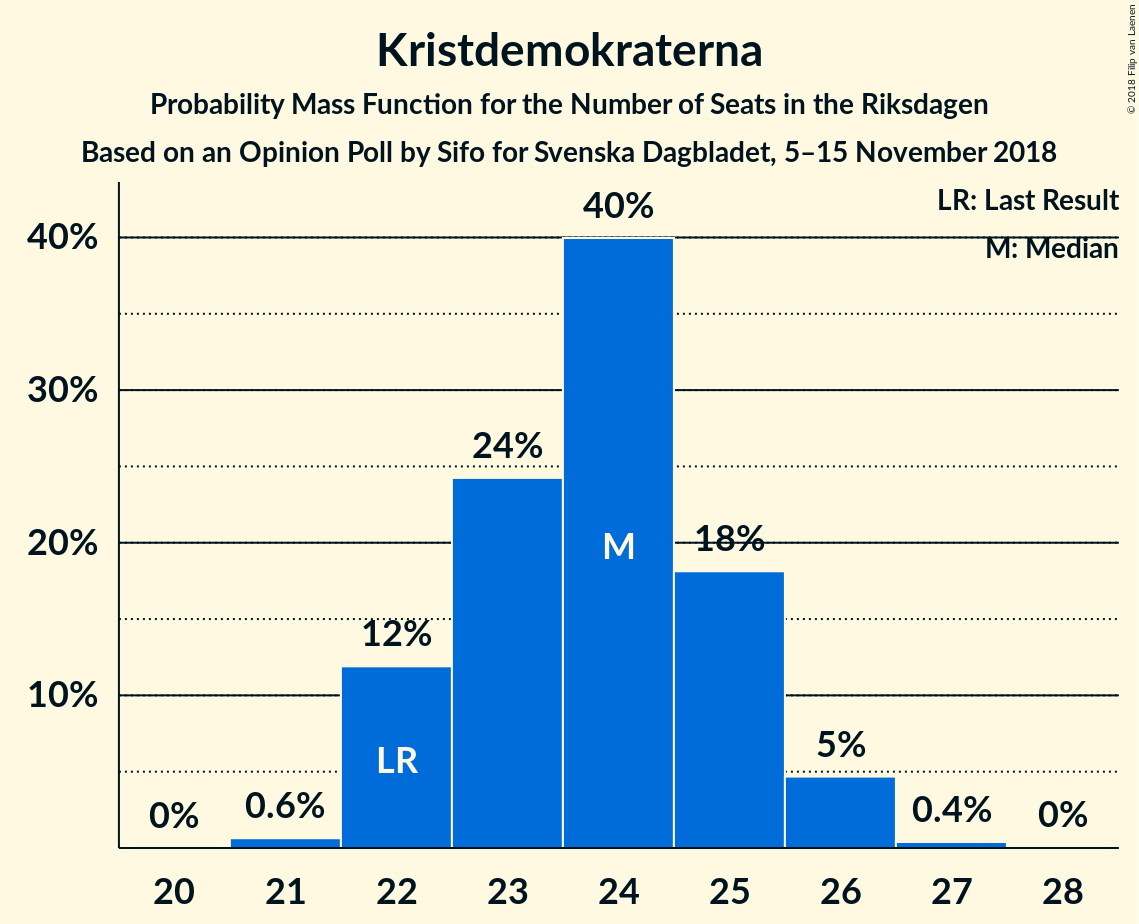 Kristdemokraterna
Probability Mass Function for the Number of Seats in the Riksdagen
Based on an Opinion Poll by Sifo for Svenska Dagbladet, 5–15 November 2018
© 2018 Filip van Laenen
LR: Last Result
M: Median
40%
30%
20%
10%
0%
0.6%
12%
24%
40%
18%
5%
0.4%
0%
LR
M
20 21 22 23 24 25 26 27 28